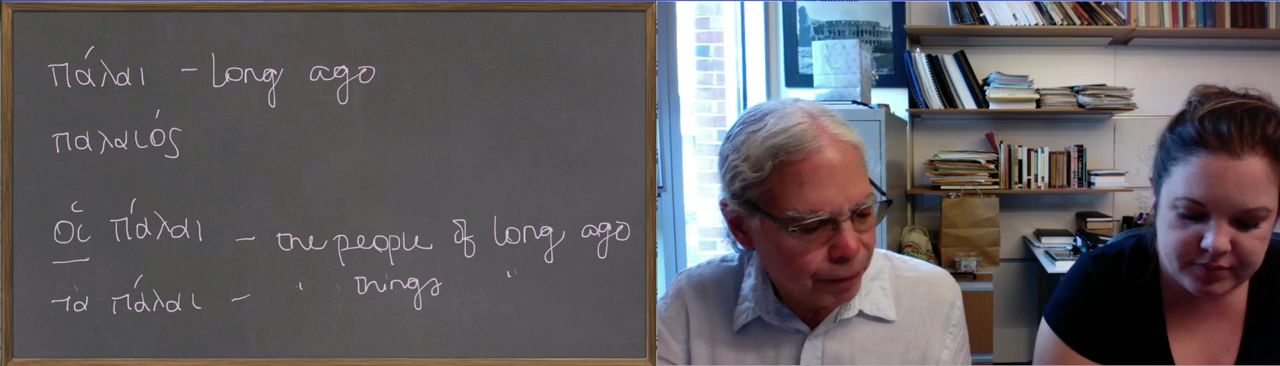 πάλαι – long ago
παλαιός
οἱ πάλαι – the people of long ago
τὰ πάλαι – " things "